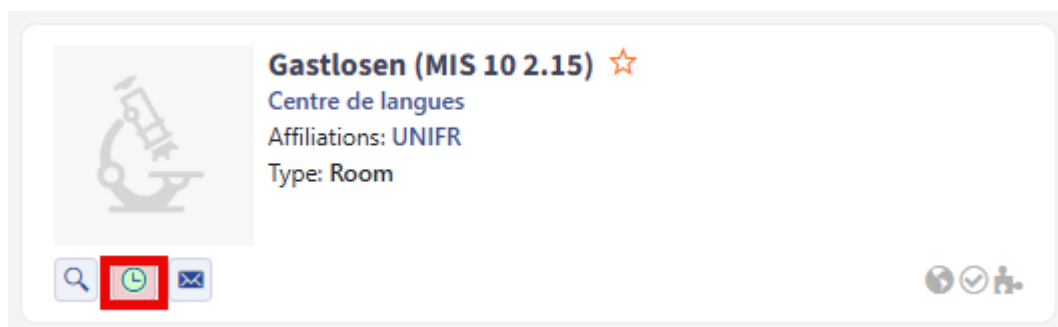 Gastlosen (MIS 10 2.15)
Centre de langues
Affiliations: UNIFR
Type: Room